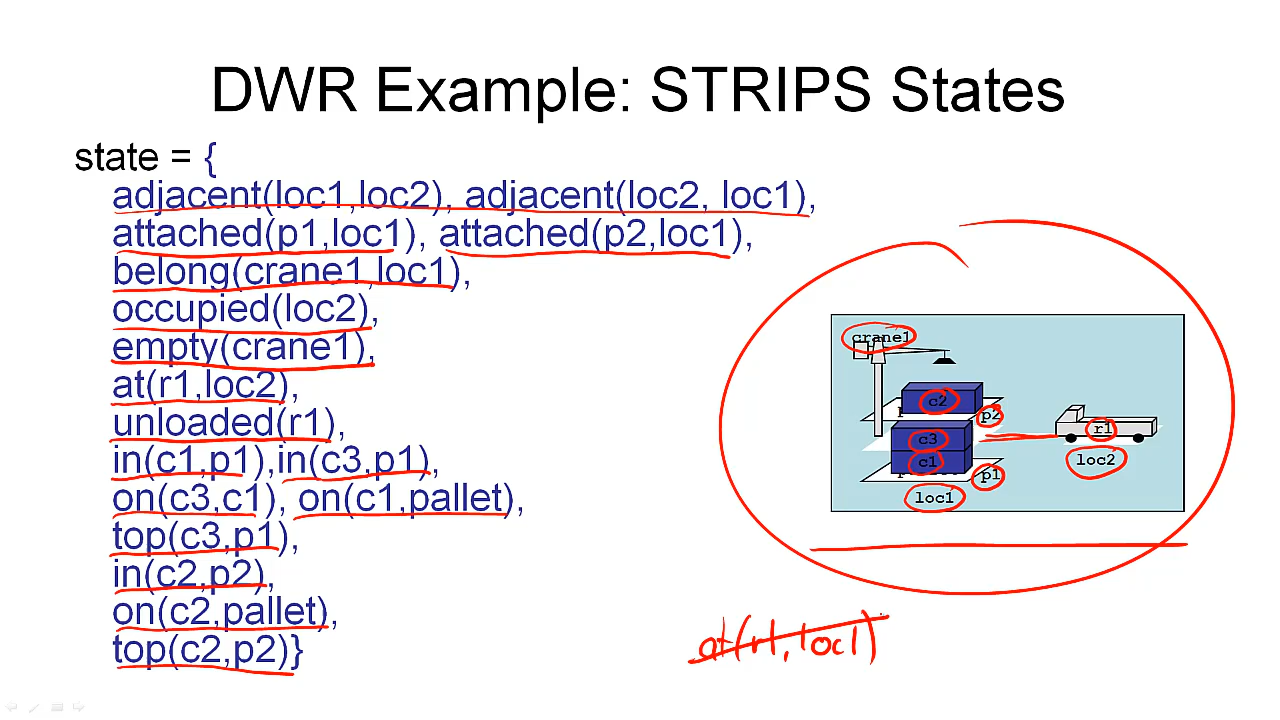 DWR Example: STRIPS States
state = {
adjacent(loc1,loc2), adjacent(loc2, loc1),
attached(p1,loc1), attached(p2,loc1),
belong(crane1,loc1),
occupied(loc2),
empty(crane1),
at(r1,loc2),
unloaded(r1),
in(c1,p1),in(c3,p1),
on(c3,c1), on(c1,pallet),
top(c3,p1),
in(c2,p2),
on(c2,pallet),
top(c2,p2)}
crane1
c2
p2
c3
r1
c1
loc2
p1
loc1
at(r1, loc1)